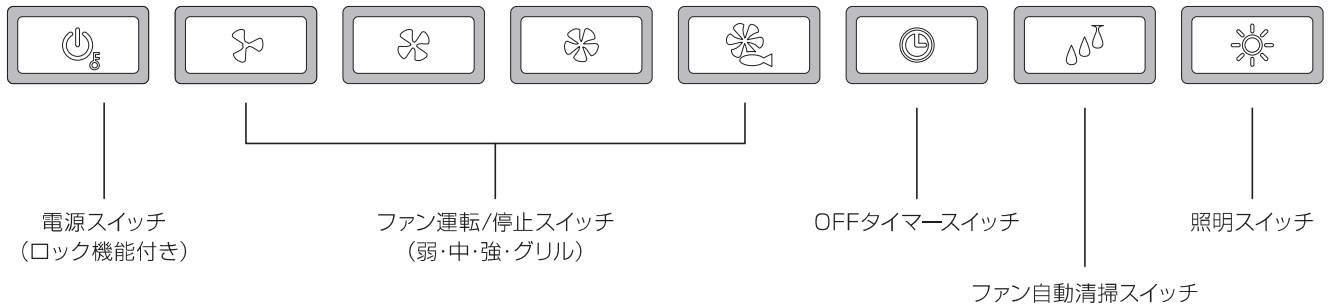 電源スイッチ
（ロック機能付き）
ファン運転/停止スイッチ
（弱・中・強・グリル）
OFFタイマースイッチ
照明スイッチ
ファン自動清掃スイッチ